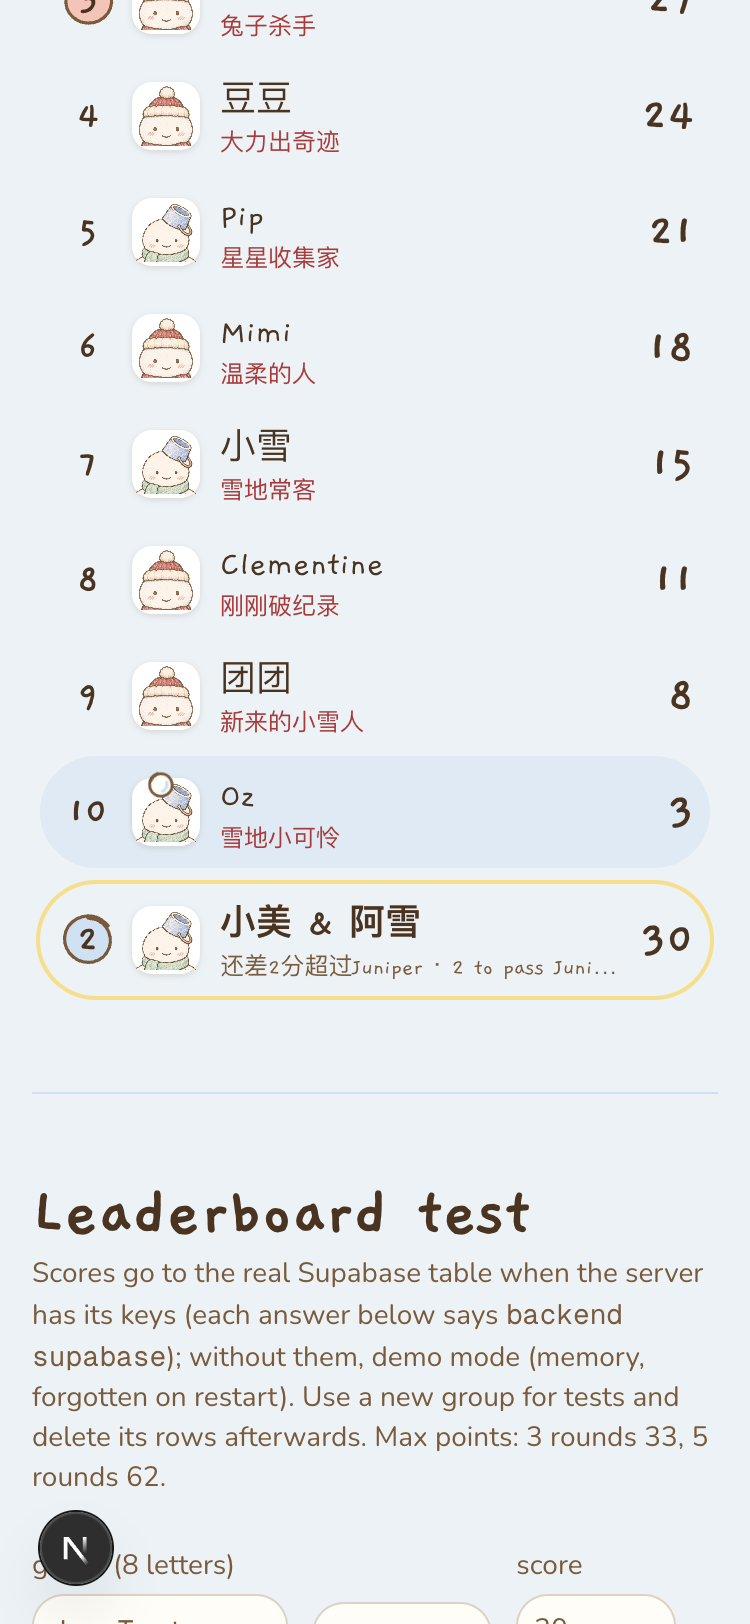 兔子杀手
27
4
豆豆
大力出奇迹
24
5
Pip
星星收集家
21
6
Mimi
温柔的人
18
7
小雪
雪地常客
15
8
Clementine
刚刚破纪录
11
9
团团
新来的小雪人
8
10
Oz
雪地小可怜
3
2
小美 & 阿雪
还差2分超过Juniper · 2 to pass Juni...
30
Leaderboard test
Scores go to the real Supabase table when the server
has its keys (each answer below says backend
supabase); without them, demo mode (memory,
forgotten on restart). Use a new group for tests and
delete its rows afterwards. Max points: 3 rounds 33, 5
rounds 62.
N
(8 letters)
score